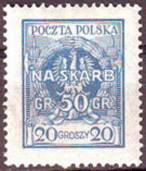 POCZTA POLSKA
NA SKARB
GR 50 GR
20 GROSZY 20